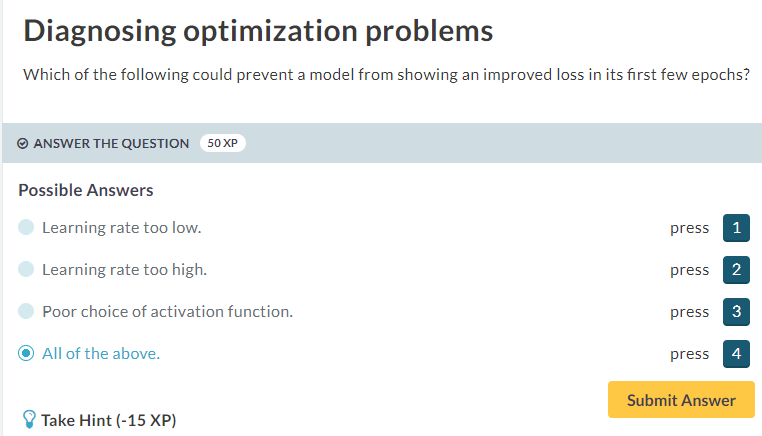 Diagnosing optimization problems
Which of the following could prevent a model from showing an improved loss in its first few epochs?
ANSWER THE QUESTION 50 XP
Possible Answers
Learning rate too low. press 1
Learning rate too high. press 2
Poor choice of activation function. press 3
All of the above. press 4
Submit Answer
Take Hint (-15 XP)